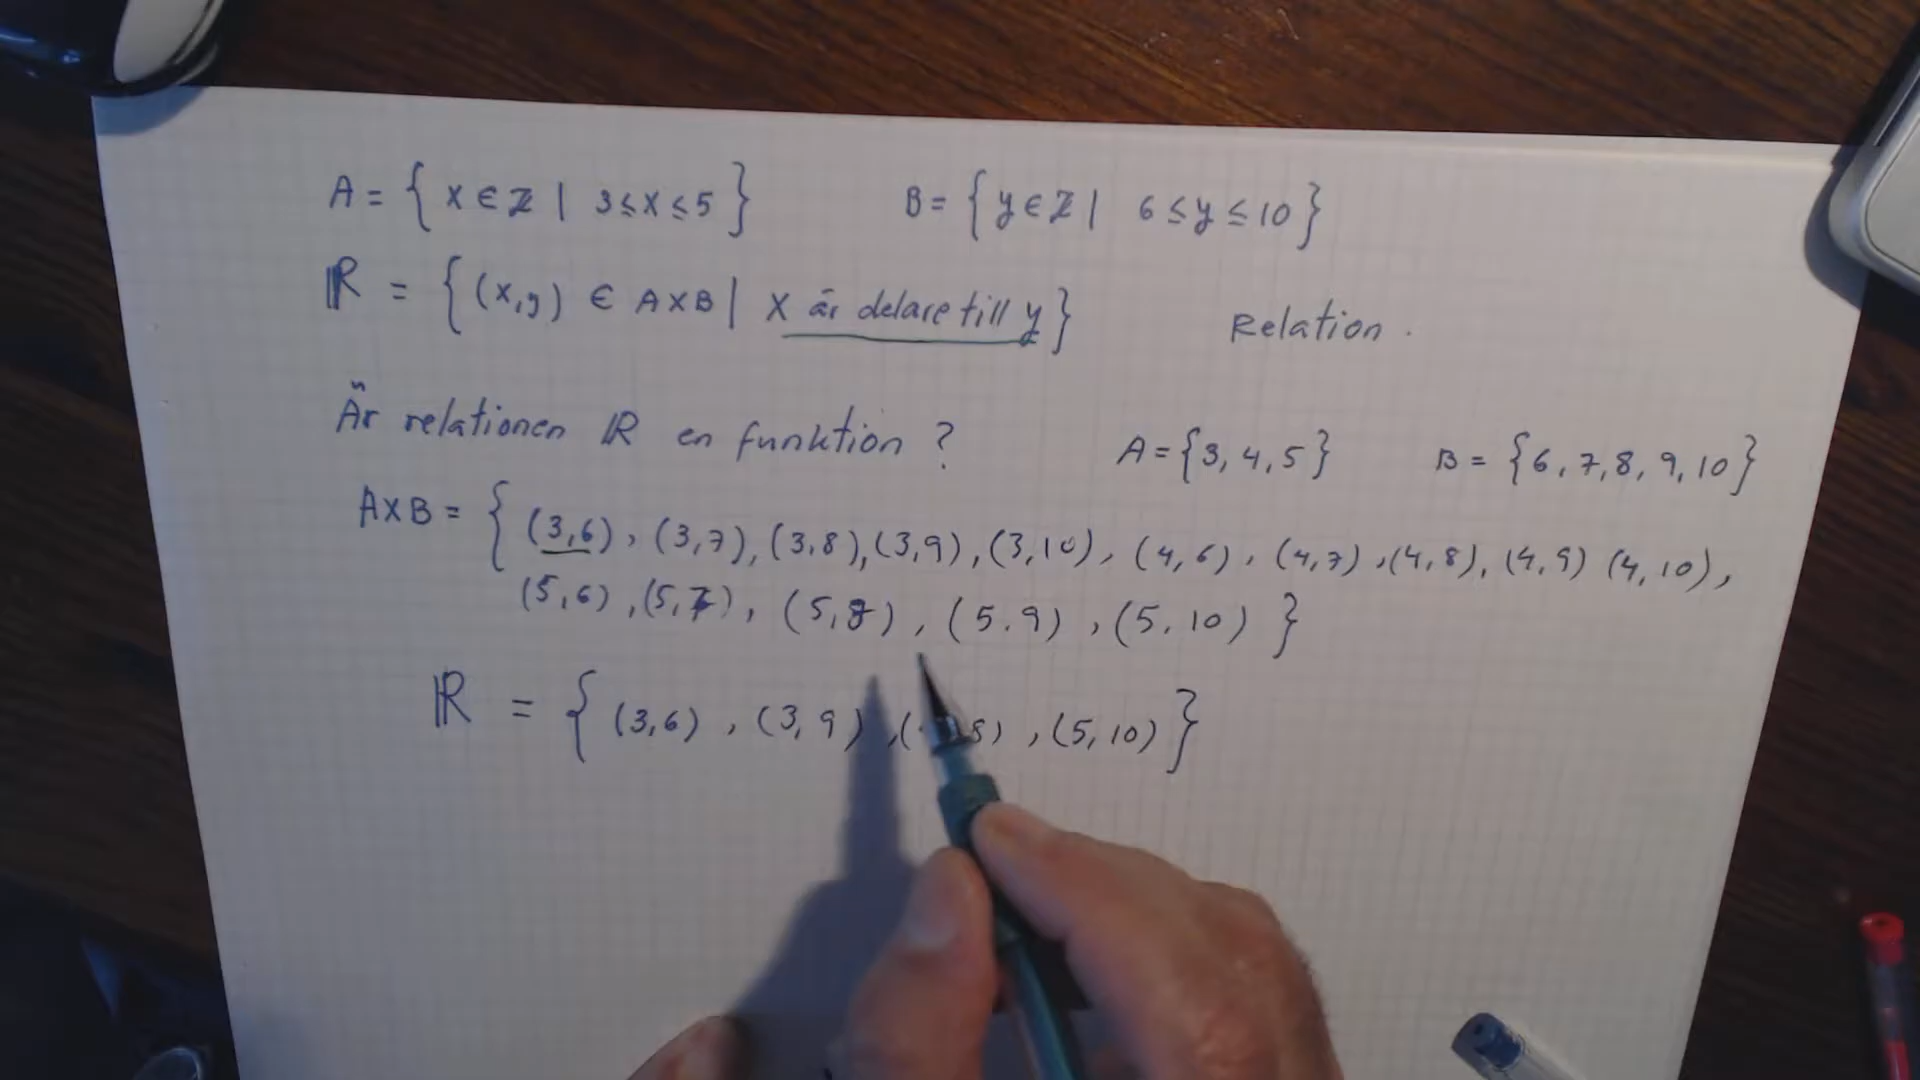 A = { x ∈ ℤ | 3 ≤ x ≤ 5 } B = { y ∈ ℤ | 6 ≤ y ≤ 10 }
ℝ = { (x,y) ∈ A×B | x är delare till y } Relation.
Är relationen ℝ en funktion ? A = {3, 4, 5} B = {6, 7, 8, 9, 10}
A×B = { (3,6), (3,7), (3,8), (3,9), (3,10), (4,6), (4,7), (4,8), (4,9) (4,10),
(5,6), (5,7), (5,8), (5.9), (5.10) }
ℝ = { (3,6), (3,9), ( 8), (5,10) }